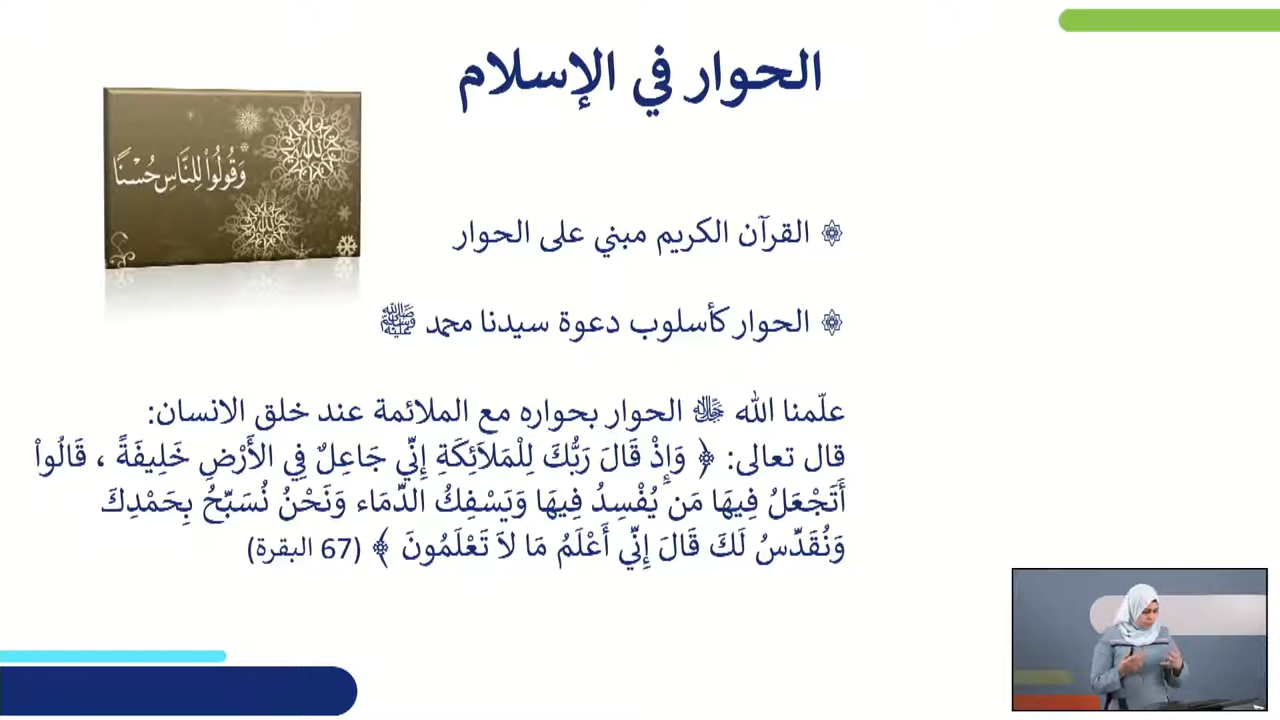 الحوار في الإسلام
وَقُولُواْ لِلنَّاسِ حُسْنًا
القرآن الكريم مبني على الحوار
الحوار كأسلوب دعوة سيدنا محمد ﷺ
علّمنا الله ﷻ الحوار بحواره مع الملائمة عند خلق الانسان:
قال تعالى: ﴿ وَإِذْ قَالَ رَبُّكَ لِلْمَلاَئِكَةِ إِنِّي جَاعِلٌ فِي الأَرْضِ خَلِيفَةً ، قَالُواْ
أَتَجْعَلُ فِيهَا مَن يُفْسِدُ فِيهَا وَيَسْفِكُ الدِّمَاء وَنَحْنُ نُسَبِّحُ بِحَمْدِكَ
وَنُقَدِّسُ لَكَ قَالَ إِنِّي أَعْلَمُ مَا لاَ تَعْلَمُونَ ﴾ (67 البقرة)